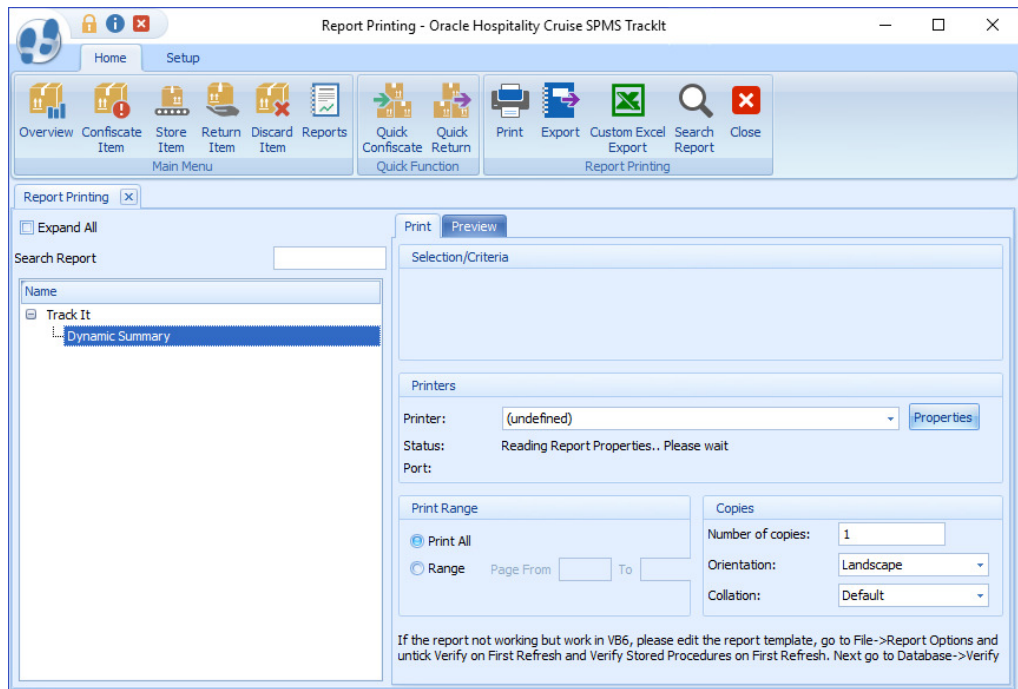 Report Printing - Oracle Hospitality Cruise SPMS TrackIt
Home Setup
Overview Confiscate Item Store Item Return Item Discard Item Reports Quick Confiscate Quick Return Print Export Custom Excel Export Search Report Close
Main Menu Quick Function Report Printing
Report Printing
Expand All
Search Report
Name
Track It
Dynamic Summary
Print Preview
Selection/Criteria
Printers
Printer: (undefined) Properties
Status: Reading Report Properties.. Please wait
Port:
Print Range
Print All
Range Page From To
Copies
Number of copies: 1
Orientation: Landscape
Collation: Default
If the report not working but work in VB6, please edit the report template, go to File->Report Options and
untick Verify on First Refresh and Verify Stored Procedures on First Refresh. Next go to Database->Verify